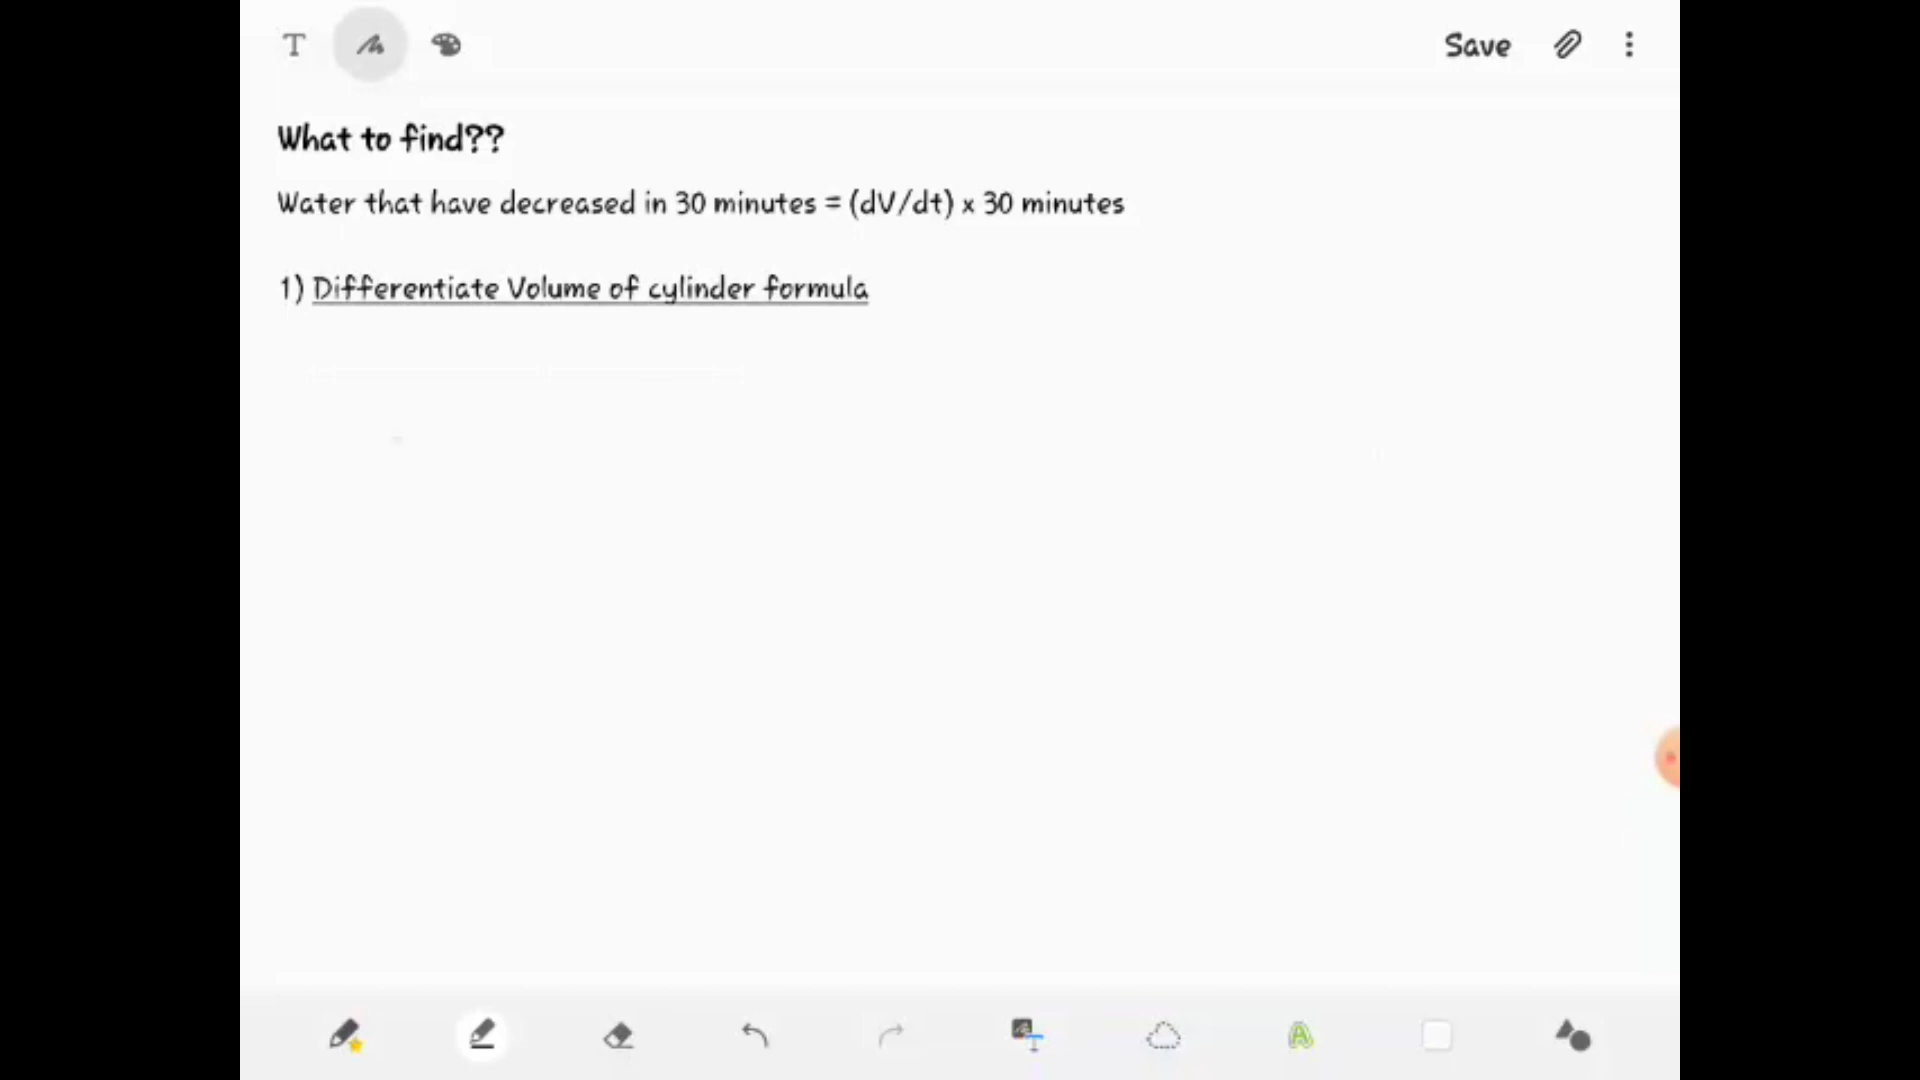 T Save
What to find??
Water that have decreased in 30 minutes = (dV/dt) x 30 minutes
1) Differentiate Volume of cylinder formula
A